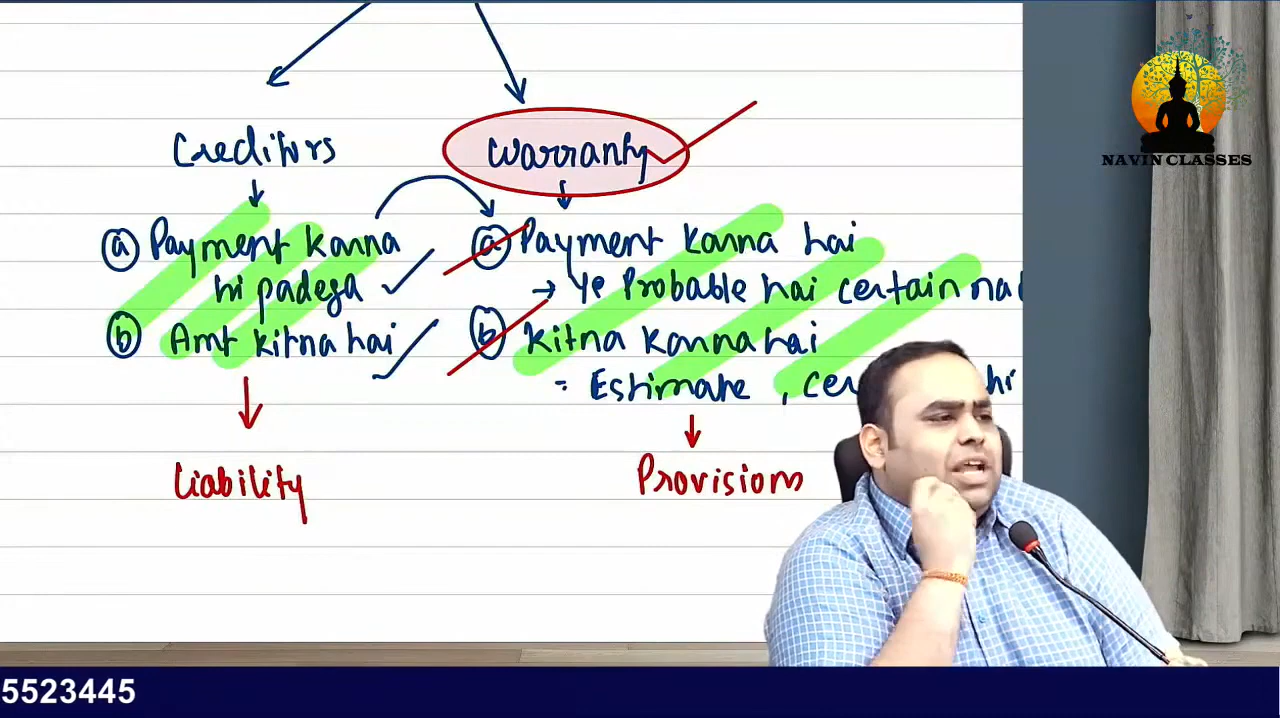 NAVIN CLASSES
Creditors
Warranty
(a) Payment karna
hi padega
(b) Amt kitna hai
Liability
(a) Payment karna hai
→ Ye Probable hai certain
(b) Kitna karna hai
= Estimate ,
Provision
5523445